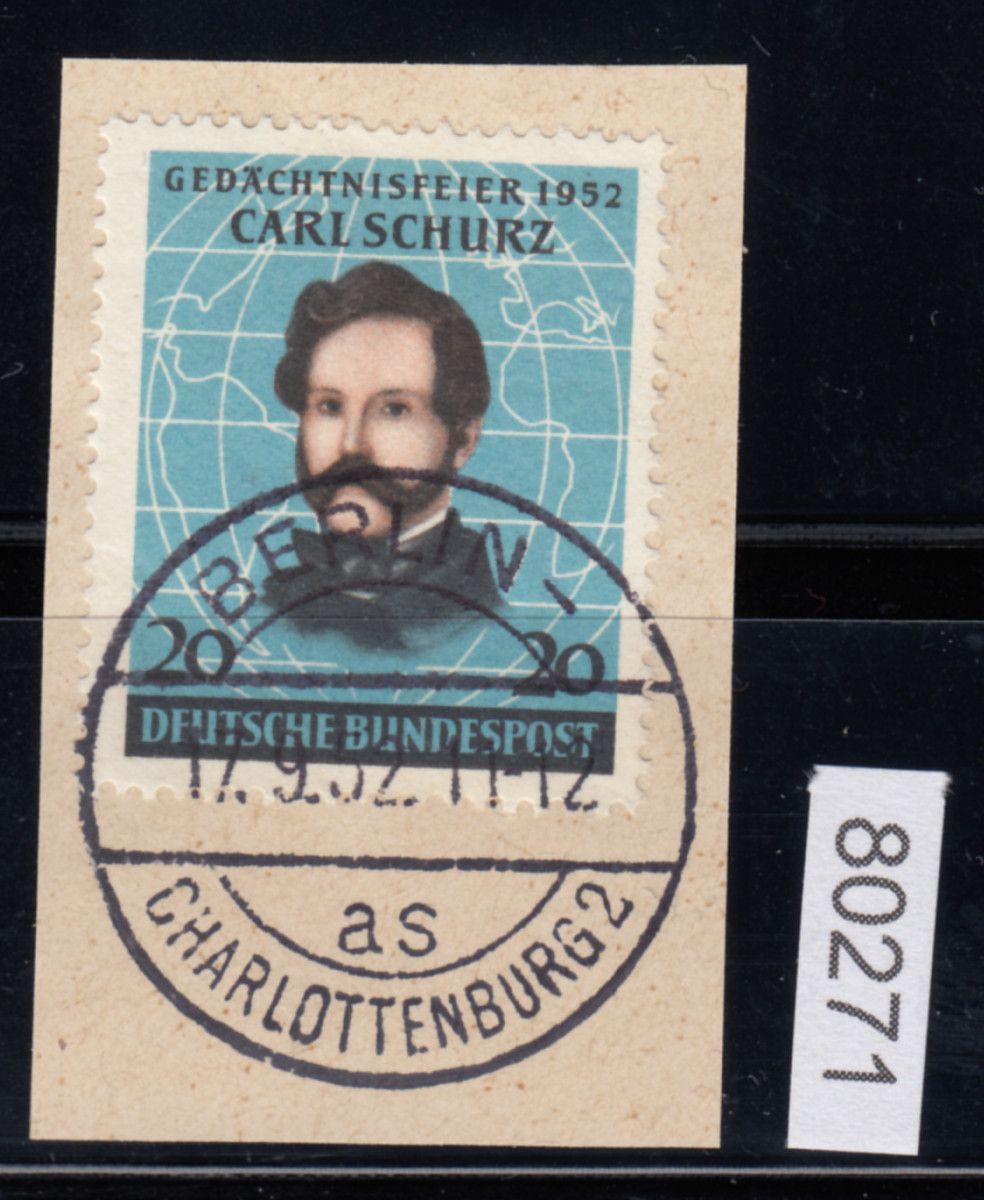 GEDÄCHTNISFEIER 1952
CARL SCHURZ
BERLIN -
20 20
DEUTSCHE BUNDESPOST
17.9.52.11-12
as
CHARLOTTENBURG 2
80271